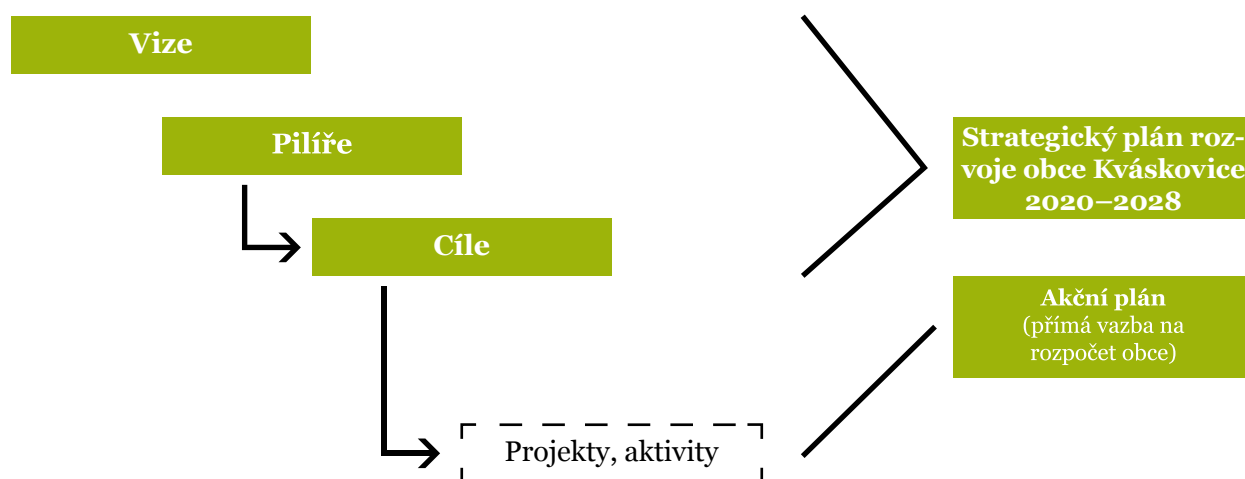 Vize
Pilíře
Cíle
Projekty, aktivity
Strategický plán roz-
voje obce Kváskovice
2020–2028
Akční plán
(přímá vazba na
rozpočet obce)